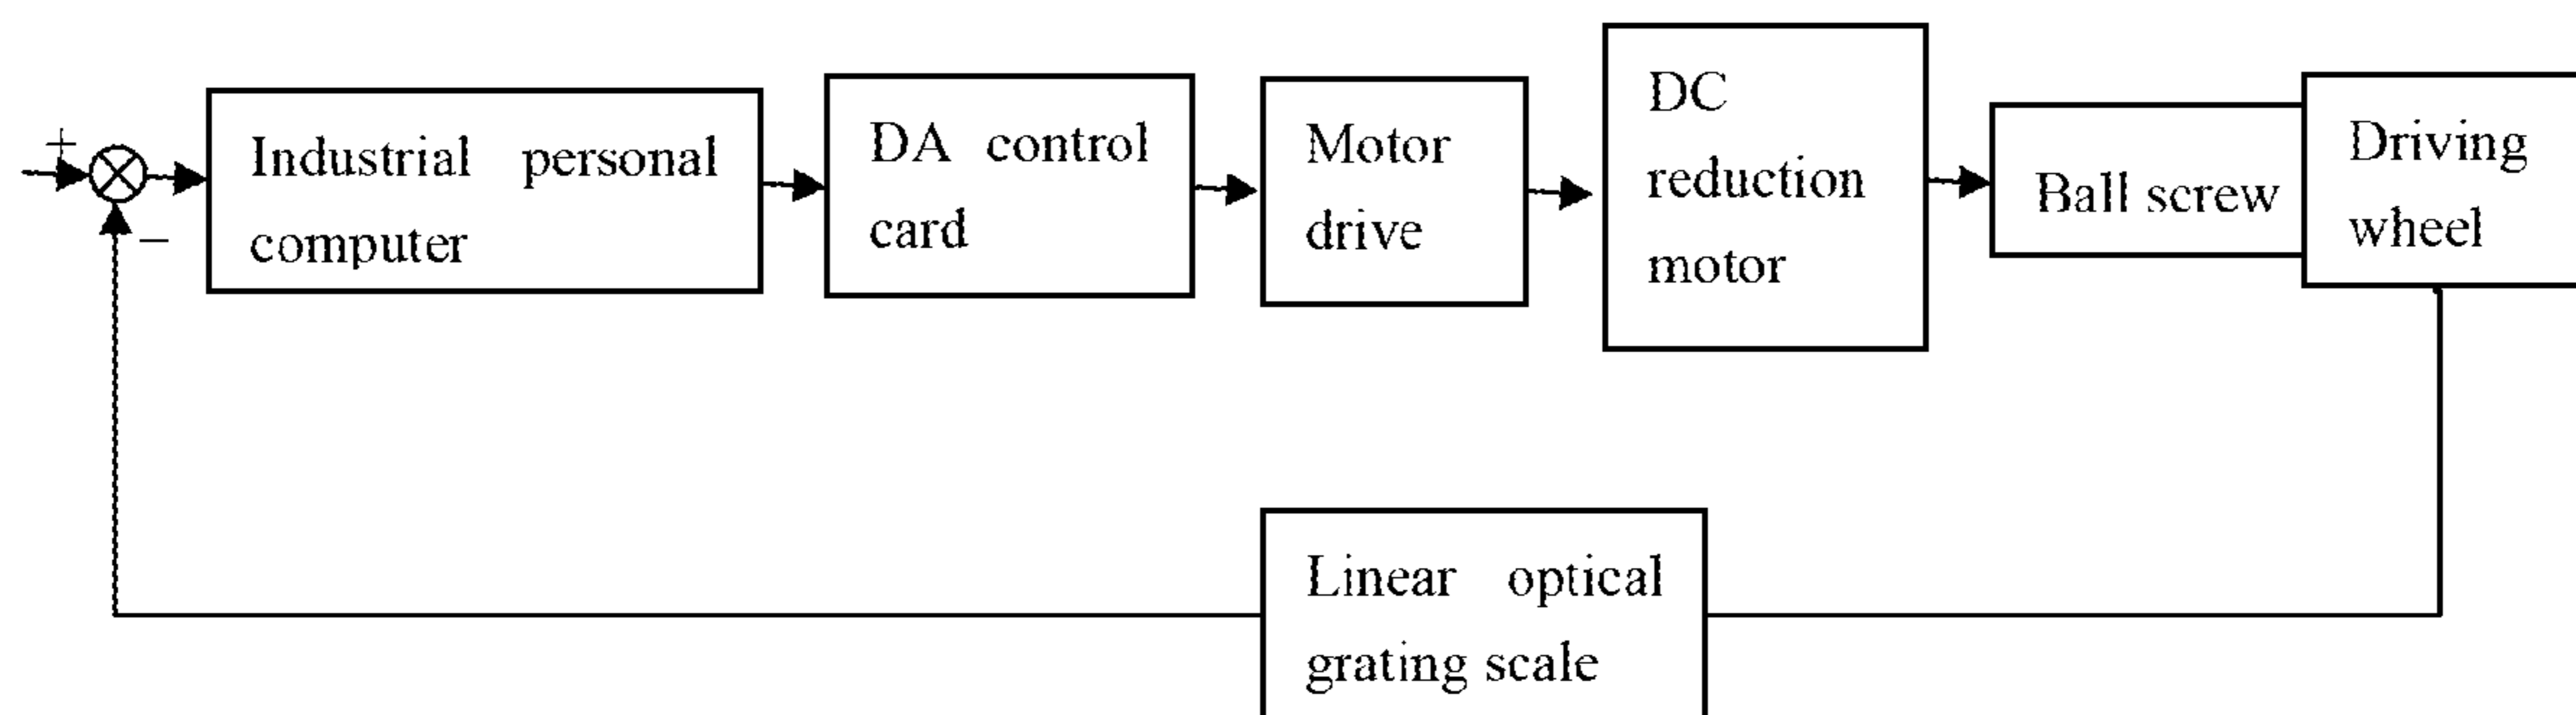 +
−
Industrial personal
computer
DA control
card
Motor
drive
DC
reduction
motor
Ball screw
Driving
wheel
Linear optical
grating scale